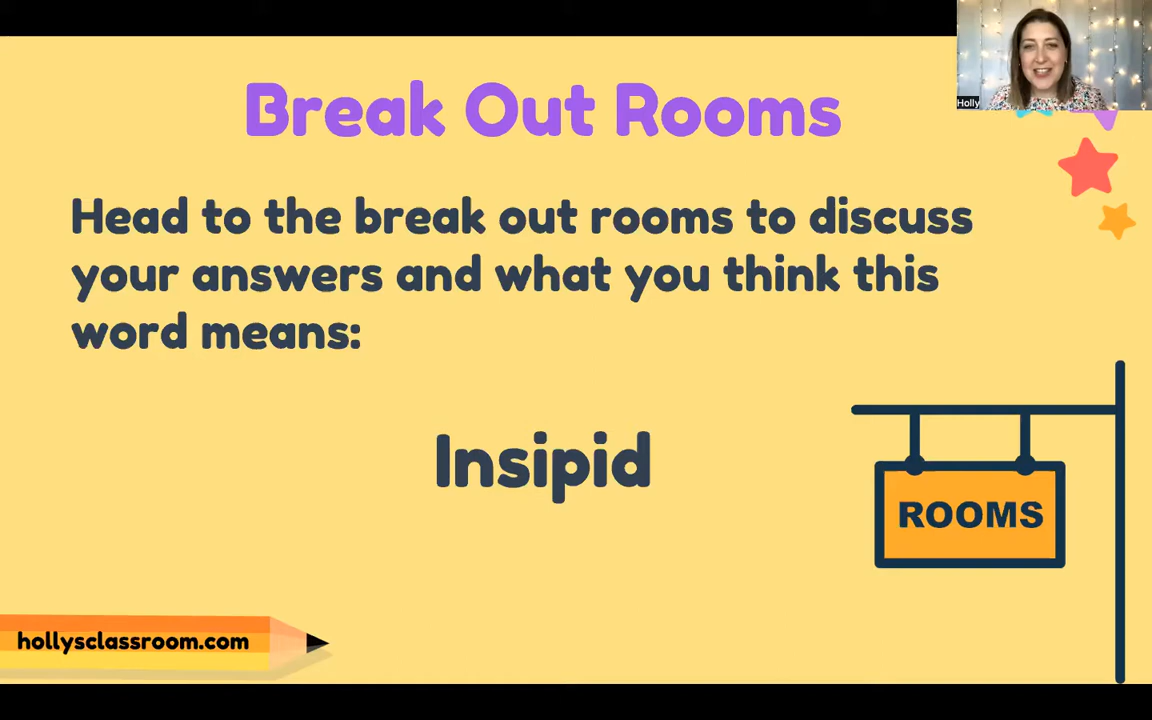 Break Out Rooms
Holly
Head to the break out rooms to discuss
your answers and what you think this
word means:
Insipid
ROOMS
hollysclassroom.com